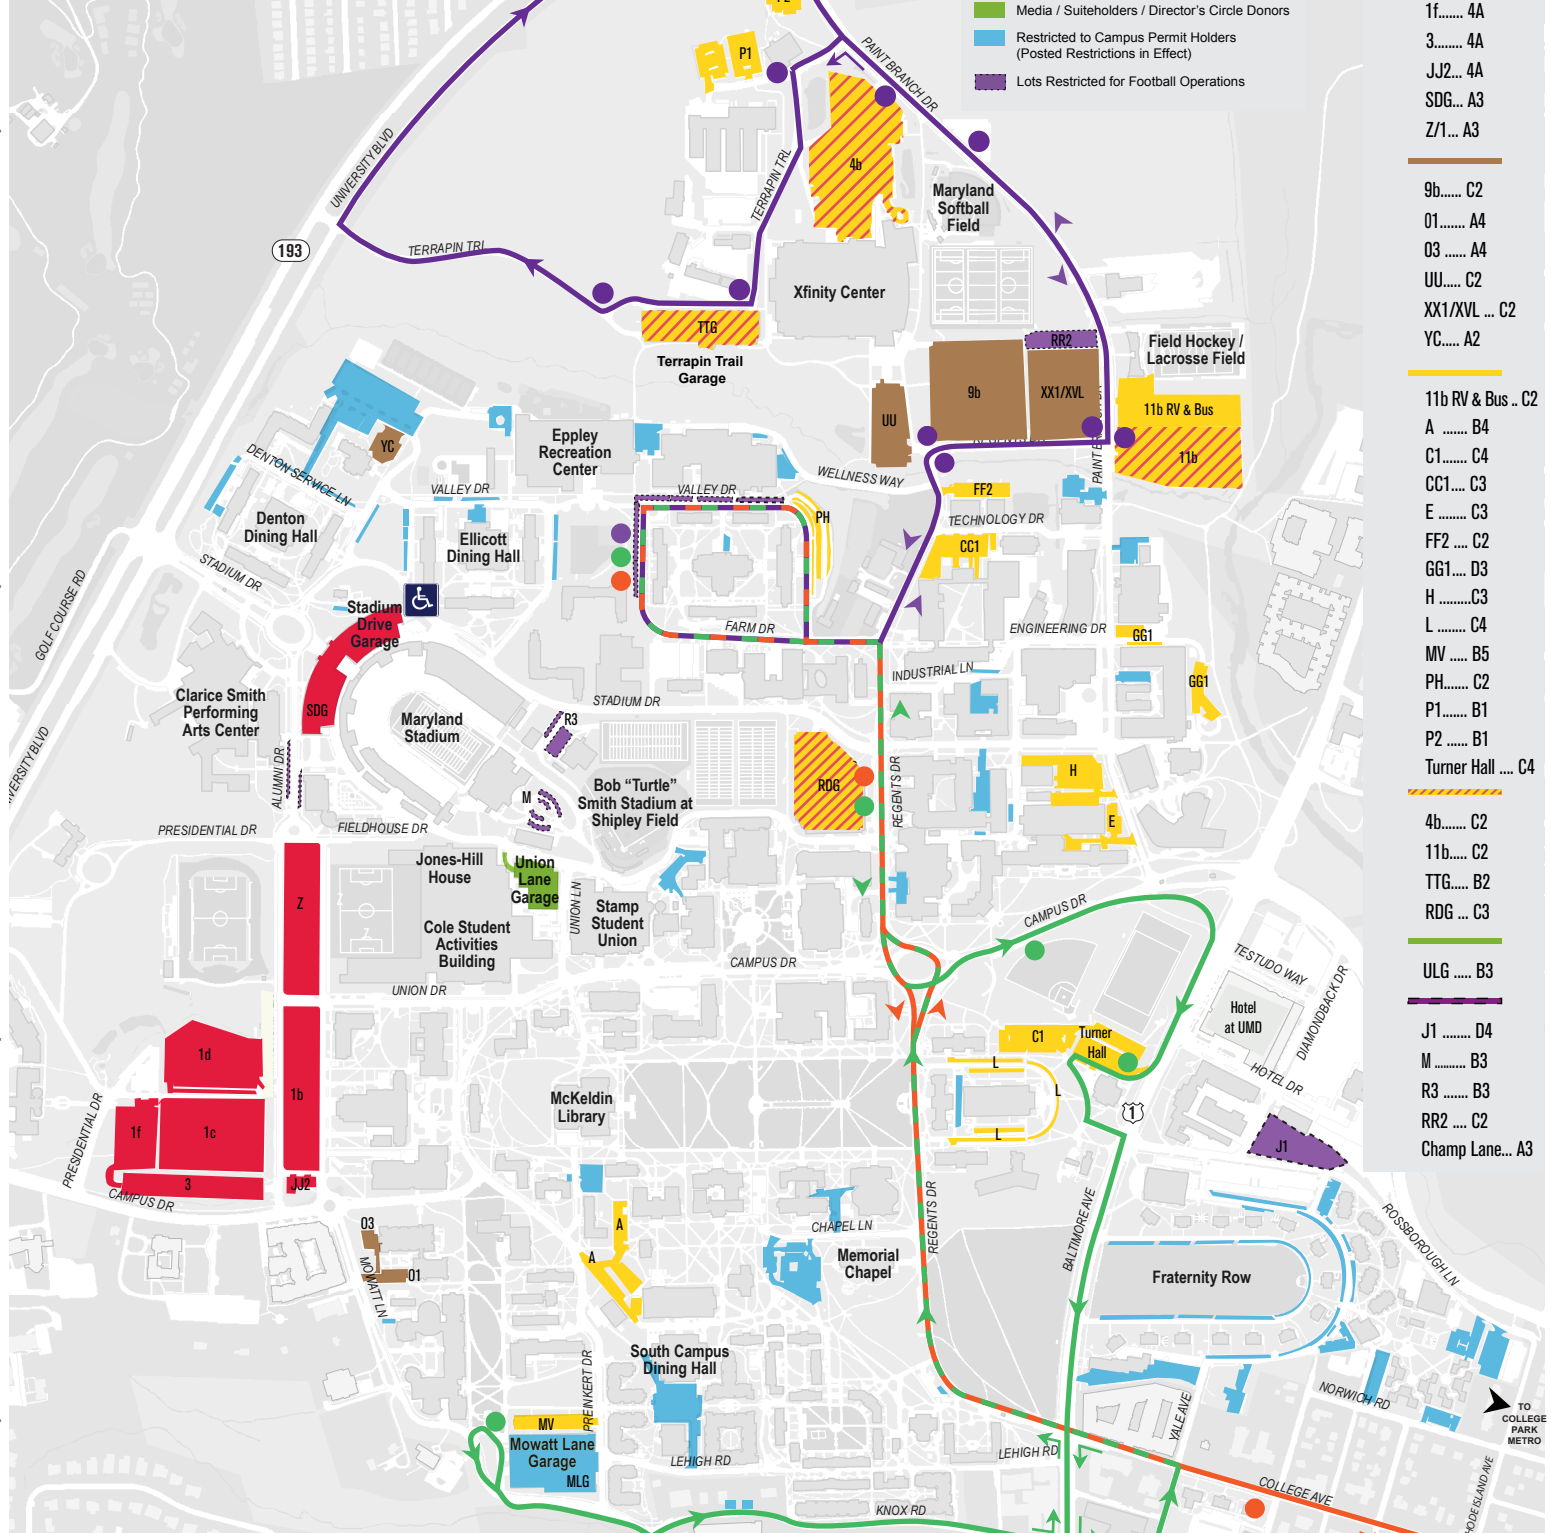 Media / Suiteholders / Director's Circle Donors
Restricted to Campus Permit Holders
(Posted Restrictions in Effect)
Lots Restricted for Football Operations
1f....... 4A
3........ 4A
JJ2... 4A
SDG... A3
Z/1... A3
9b...... C2
01....... A4
03 ...... A4
UU..... C2
XX1/XVL ... C2
YC..... A2
11b RV & Bus .. C2
A ....... B4
C1....... C4
CC1.... C3
E ........ C3
FF2 .... C2
GG1.... D3
H .........C3
L ........ C4
MV ..... B5
PH....... C2
P1....... B1
P2 ...... B1
Turner Hall .... C4
4b....... C2
11b..... C2
TTG..... B2
RDG ... C3
ULG ..... B3
J1 ........ D4
M .......... B3
R3 ....... B3
RR2 .... C2
Champ Lane... A3
P1
PAINT BRANCH DR
UNIVERSITY BLVD
193
TERRAPIN TRL
TERRAPIN TRL
4b
Maryland
Softball
Field
Xfinity Center
TTG
Terrapin Trail
Garage
RR2
Field Hockey /
Lacrosse Field
9b
XX1/XVL
UU
11b RV & Bus
11b
YC
DENTON SERVICE LN
Eppley
Recreation
Center
VALLEY DR
VALLEY DR
WELLNESS WAY
FF2
TECHNOLOGY DR
CC1
PH
Denton
Dining Hall
Ellicott
Dining Hall
STADIUM DR
GOLF COURSE RD
Stadium
Drive
Garage
SDG
FARM DR
ENGINEERING DR
GG1
GG1
INDUSTRIAL LN
Clarice Smith
Performing
Arts Center
Maryland
Stadium
STADIUM DR
R3
ALUMNI DR
M
Bob “Turtle”
Smith Stadium at
Shipley Field
RDG
REGENTS DR
H
E
PRESIDENTIAL DR
FIELDHOUSE DR
Jones-Hill
House
Union
Lane
Garage
UNION LN
Z
Cole Student
Activities
Building
Stamp
Student
Union
CAMPUS DR
CAMPUS DR
UNION DR
TESTUDO WAY
DIAMONDBACK DR
Hotel
at UMD
HOTEL DR
C1
Turner
Hall
L
L
L
1
J1
1d
1b
1f
1c
3
JJ2
PRESIDENTIAL DR
CAMPUS DR
McKeldin
Library
03
01
MOWATT LN
A
A
CHAPEL LN
Memorial
Chapel
REGENTS DR
BALTIMORE AVE
Fraternity Row
ROSSBOROUGH LN
South Campus
Dining Hall
PREINKERT DR
MV
Mowatt Lane
Garage
MLG
LEHIGH RD
LEHIGH RD
KNOX RD
YALE AVE
NORWICH RD
COLLEGE AVE
TO
COLLEGE
PARK
METRO